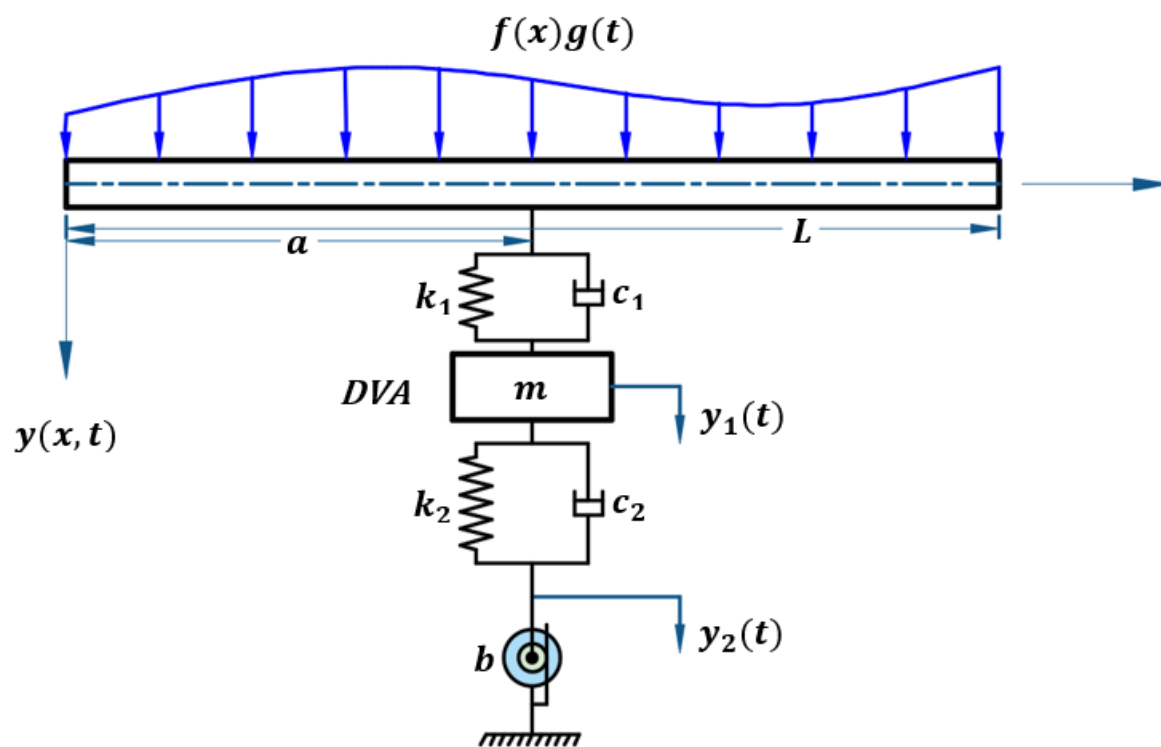 f(x)g(t)
L
a
k₁
c₁
DVA
m
y₁(t)
y(x, t)
k₂
c₂
y₂(t)
b